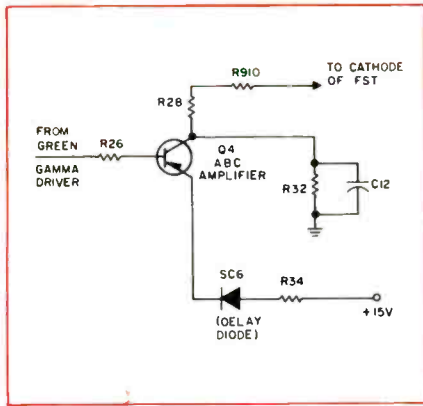 R910
TO CATHODE
OF FST
R28
FROM
GREEN
GAMMA
DRIVER
R26
Q4
ABC
AMPLIFIER
R32
C12
SC6
(DELAY
DIODE)
R34
+15V